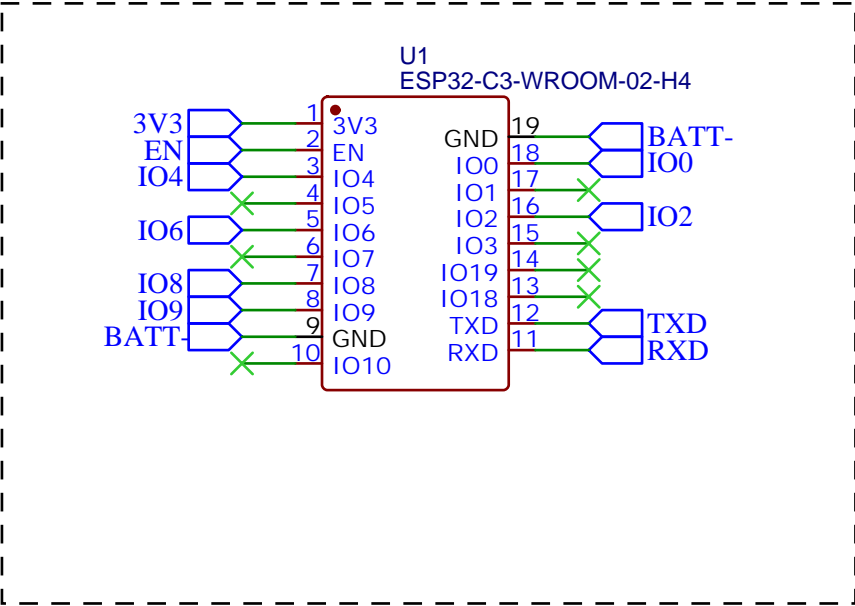 U1
ESP32-C3-WROOM-02-H4
3V3 1 3V3
EN 2 EN
IO4 3 IO4
4 IO5
IO6 5 IO6
6 IO7
IO8 7 IO8
IO9 8 IO9
BATT- 9 GND
10 IO10
GND 19 BATT-
IO0 18 IO0
IO1 17
IO2 16 IO2
IO3 15
IO19 14
IO18 13
TXD 12 TXD
RXD 11 RXD